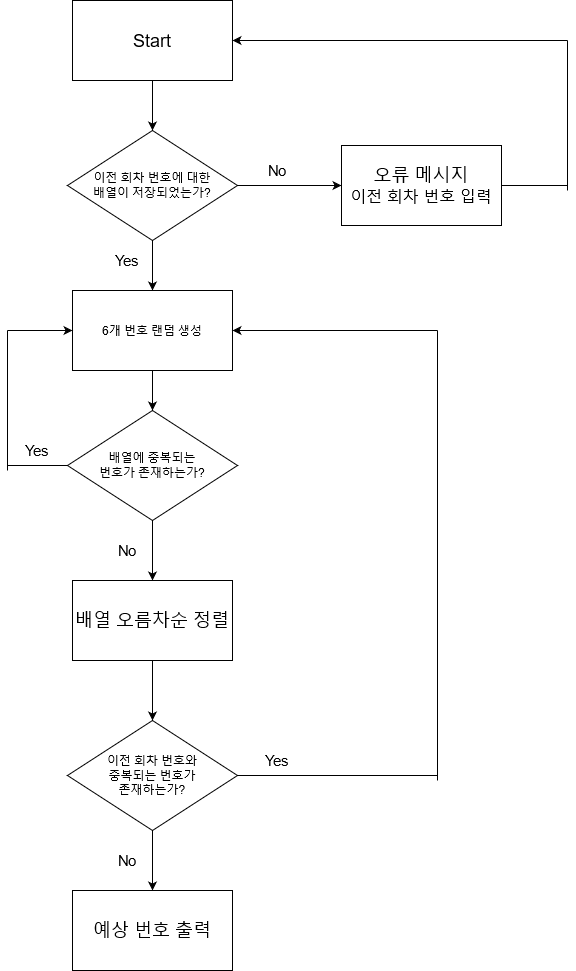 Start
이전 회차 번호에 대한
배열이 저장되었는가?
No
오류 메시지
이전 회차 번호 입력
Yes
6개 번호 랜덤 생성
배열에 중복되는
번호가 존재하는가?
Yes
No
배열 오름차순 정렬
이전 회차 번호와
중복되는 번호가
존재하는가?
Yes
No
예상 번호 출력